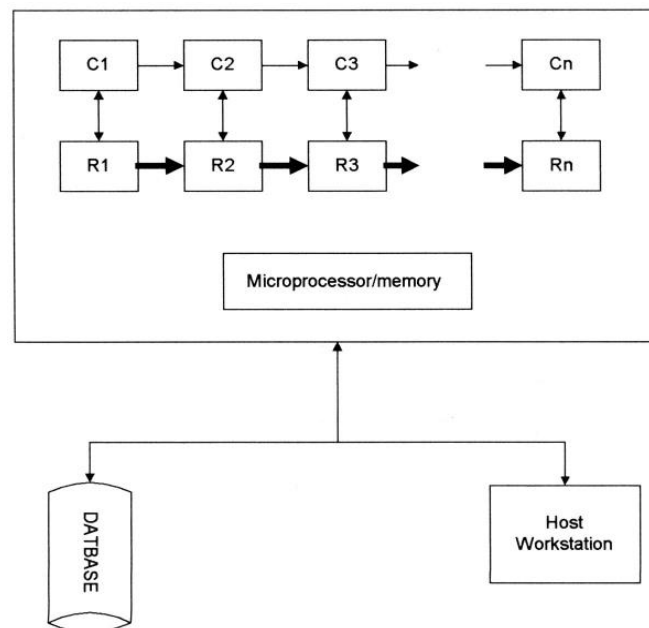 C1 C2 C3 Cn
R1 R2 R3 Rn
Microprocessor/memory
DATBASE
Host
Workstation